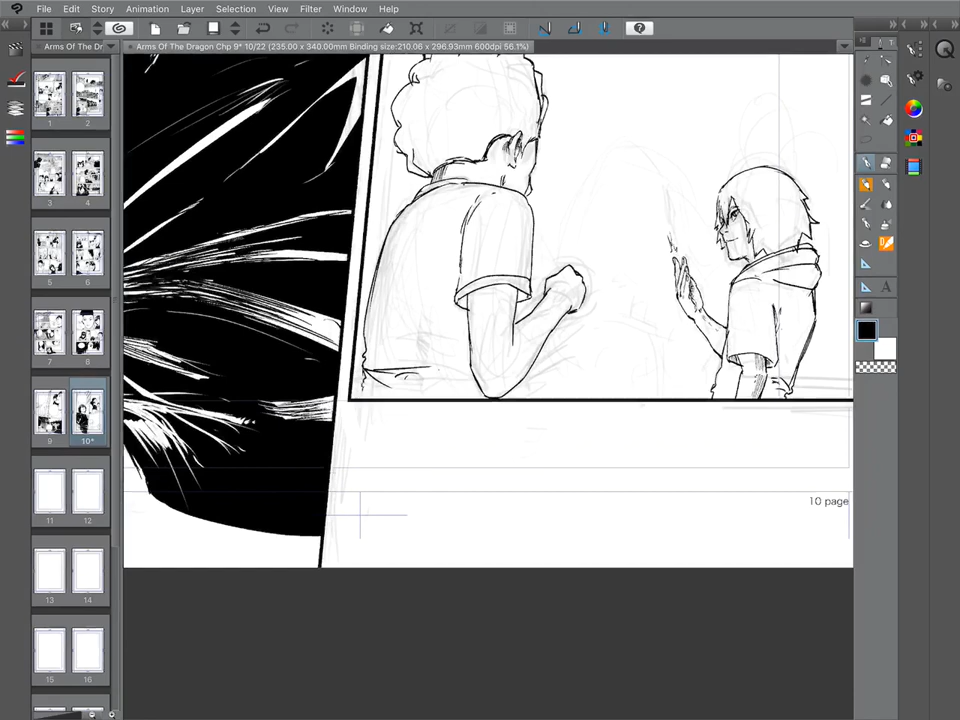 File Edit Story Animation Layer Selection View Filter Window Help
Arms Of The Dr
Arms Of The Dragon Chp 9* 10/22 (235.00 x 340.00mm Binding size:210.06 x 296.93mm 600dpi 56.1%)
1 2
3 4
5 6
7 8
9 10*
11 12
13 14
15 16
10 page